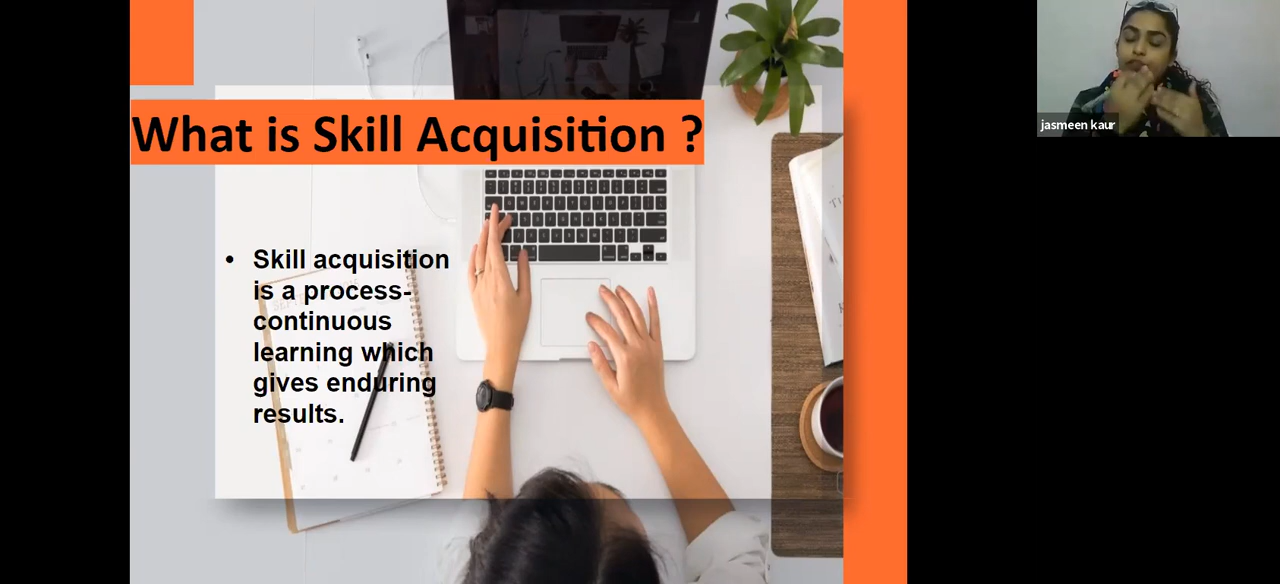 What is Skill Acquisition ?
• Skill acquisition
is a process-
continuous
learning which
gives enduring
results.
jasmeen kaur